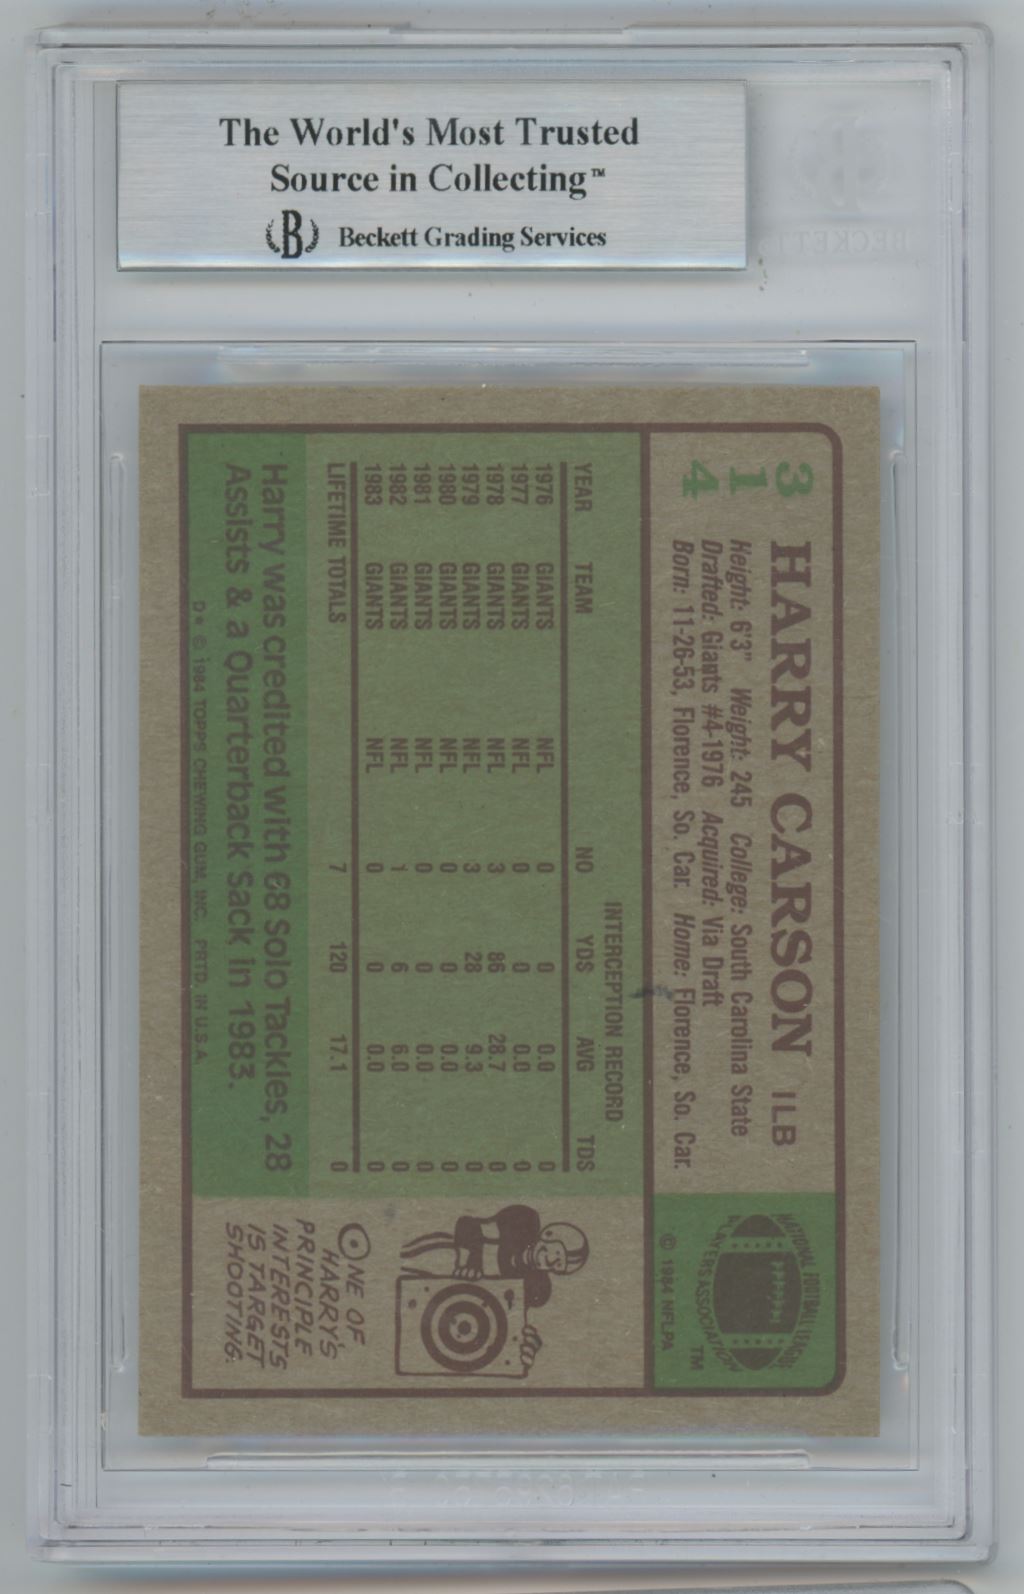 The World's Most Trusted
Source in Collecting™
B Beckett Grading Services
BECKETT
314
HARRY CARSON ILB
Height: 6'3" Weight: 245 College: South Carolina State
Drafted: Giants #4-1976 Acquired: Via Draft
Born: 11-26-53, Florence, So. Car. Home: Florence, So. Car.
NATIONAL FOOTBALL LEAGUE
PLAYERS ASSOCIATION
TM
© 1984 NFLPA
INTERCEPTION RECORD
YEAR TEAM NO YDS AVG TDS
1976 GIANTS NFL 0 0 0.0 0
1977 GIANTS NFL 0 0 0.0 0
1978 GIANTS NFL 3 86 28.7 0
1979 GIANTS NFL 3 28 9.3 0
1980 GIANTS NFL 0 0 0.0 0
1981 GIANTS NFL 0 0 0.0 0
1982 GIANTS NFL 1 6 6.0 0
1983 GIANTS NFL 0 0 0.0 0
LIFETIME TOTALS 7 120 17.1 0
Harry was credited with 68 Solo Tackles, 28
Assists & a Quarterback Sack in 1983.
D* © 1984 TOPPS CHEWING GUM, INC. PRTD. IN U.S.A.
ONE OF
HARRY'S
PRINCIPLE
INTERESTS
IS TARGET
SHOOTING.